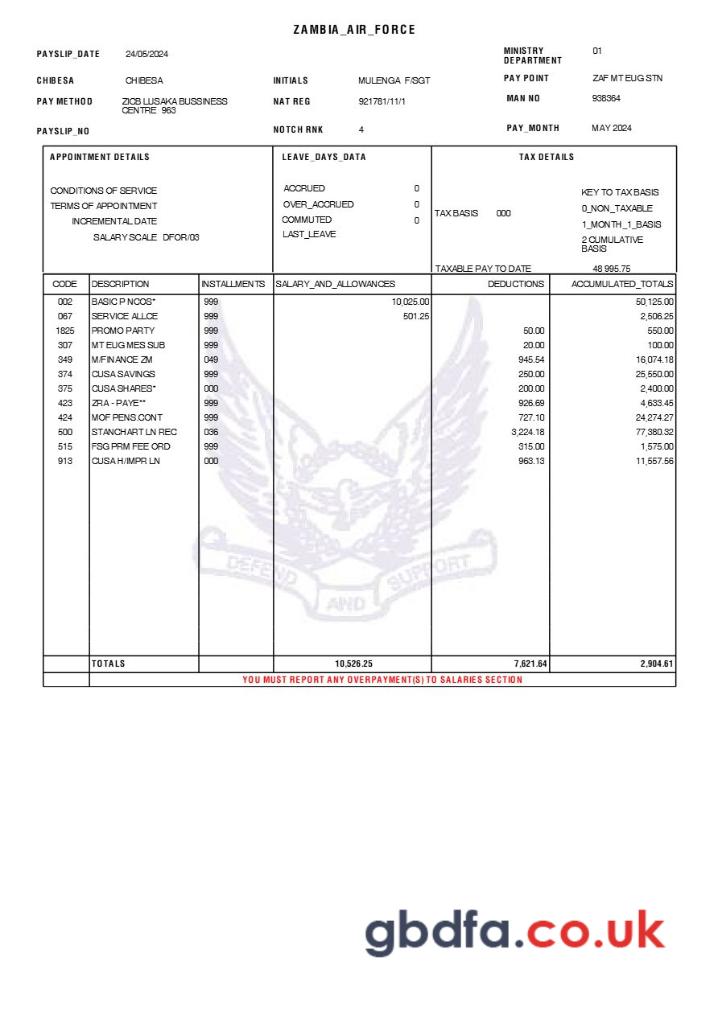 ZAMBIA_AIR_FORCE
PAYSLIP_DATE 24/05/2024 MINISTRY DEPARTMENT 01
CHIBESA CHIBESA INITIALS MULENGA F/SGT PAY POINT ZAF MT EUG STN
PAY METHOD ZICB LUSAKA BUSSINESS CENTRE 963 NAT REG 921781/11/1 MAN NO 938364
PAYSLIP_NO NOTCH RNK 4 PAY_MONTH MAY 2024
APPOINTMENT DETAILS LEAVE_DAYS_DATA TAX DETAILS
CONDITIONS OF SERVICE ACCRUED 0 KEY TO TAX BASIS
TERMS OF APPOINTMENT OVER_ACCRUED 0 0_NON_TAXABLE
TAX BASIS 000
INCREMENTAL DATE COMMUTED 0 1_MONTH_1_BASIS
SALARY SCALE DFOR/03 LAST_LEAVE 2 CUMULATIVE
BASIS
TAXABLE PAY TO DATE 48 995.75
CODE DESCRIPTION INSTALLMENTS SALARY_AND_ALLOWANCES DEDUCTIONS ACCUMULATED_TOTALS
002 BASIC P NCOS* 999 10,025.00 50,125.00
067 SERVICE ALLCE 999 501.25 2,506.25
1825 PROMO PARTY 999 50.00 550.00
307 MT EUG MES SUB 999 20.00 100.00
349 M/FINANCE ZM 049 945.54 16,074.18
374 CUSA SAVINGS 999 250.00 25,550.00
375 CUSA SHARES* 000 200.00 2,400.00
423 ZRA - PAYE** 999 926.69 4,633.45
424 MOF PENS.CONT 999 727.10 24,274.27
500 STANCHART LN REC 036 3,224.18 77,380.32
515 FSG PRM FEE ORD 999 315.00 1,575.00
913 CUSA H/IMPR LN 000 963.13 11,557.56
DEFEND AND SUPPORT
TOTALS 10,526.25 7,621.64 2,904.61
YOU MUST REPORT ANY OVERPAYMENT(S) TO SALARIES SECTION
gbdfa.co.uk